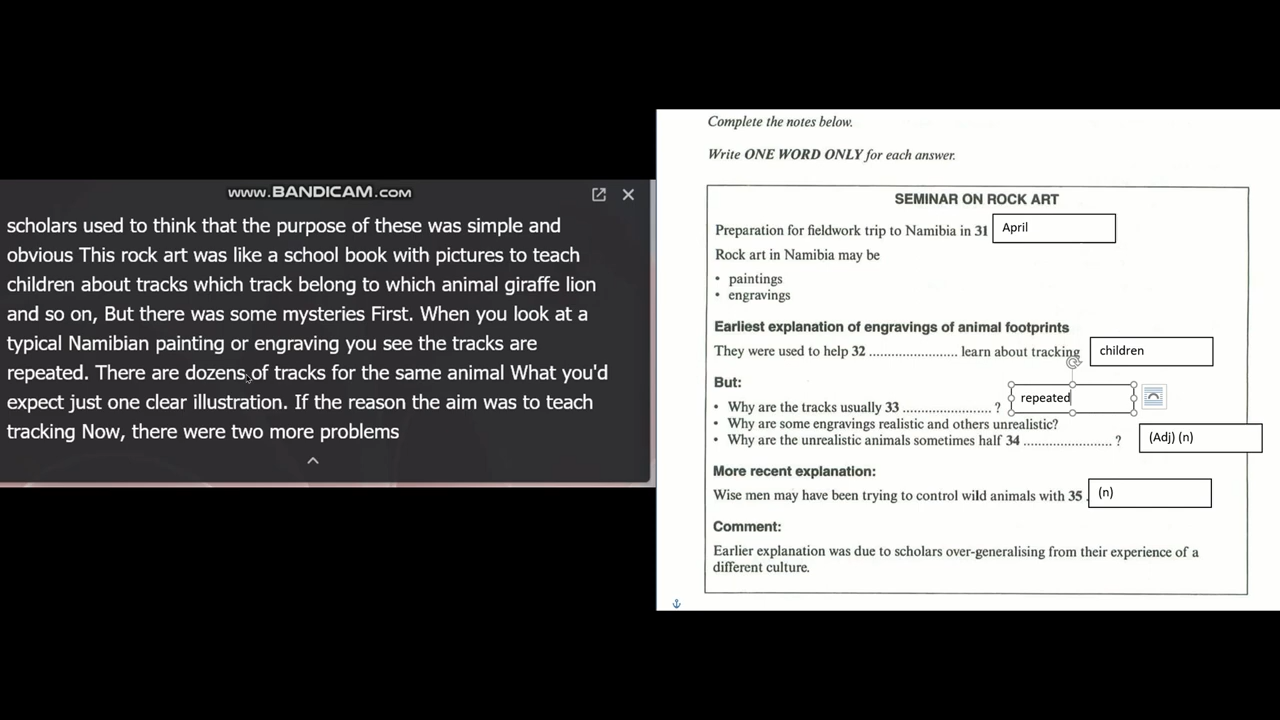 www.BANDICAM.com
scholars used to think that the purpose of these was simple and
obvious This rock art was like a school book with pictures to teach
children about tracks which track belong to which animal giraffe lion
and so on, But there was some mysteries First. When you look at a
typical Namibian painting or engraving you see the tracks are
repeated. There are dozens of tracks for the same animal What you'd
expect just one clear illustration. If the reason the aim was to teach
tracking Now, there were two more problems
Complete the notes below.
Write ONE WORD ONLY for each answer.
SEMINAR ON ROCK ART
Preparation for fieldwork trip to Namibia in 31 April
Rock art in Namibia may be
• paintings
• engravings
Earliest explanation of engravings of animal footprints
They were used to help 32 ...................... learn about tracking children
But:
• Why are the tracks usually 33 ...................... ? repeated
• Why are some engravings realistic and others unrealistic?
• Why are the unrealistic animals sometimes half 34 ...................... ? (Adj) (n)
More recent explanation:
Wise men may have been trying to control wild animals with 35 . (n)
Comment:
Earlier explanation was due to scholars over-generalising from their experience of a
different culture.